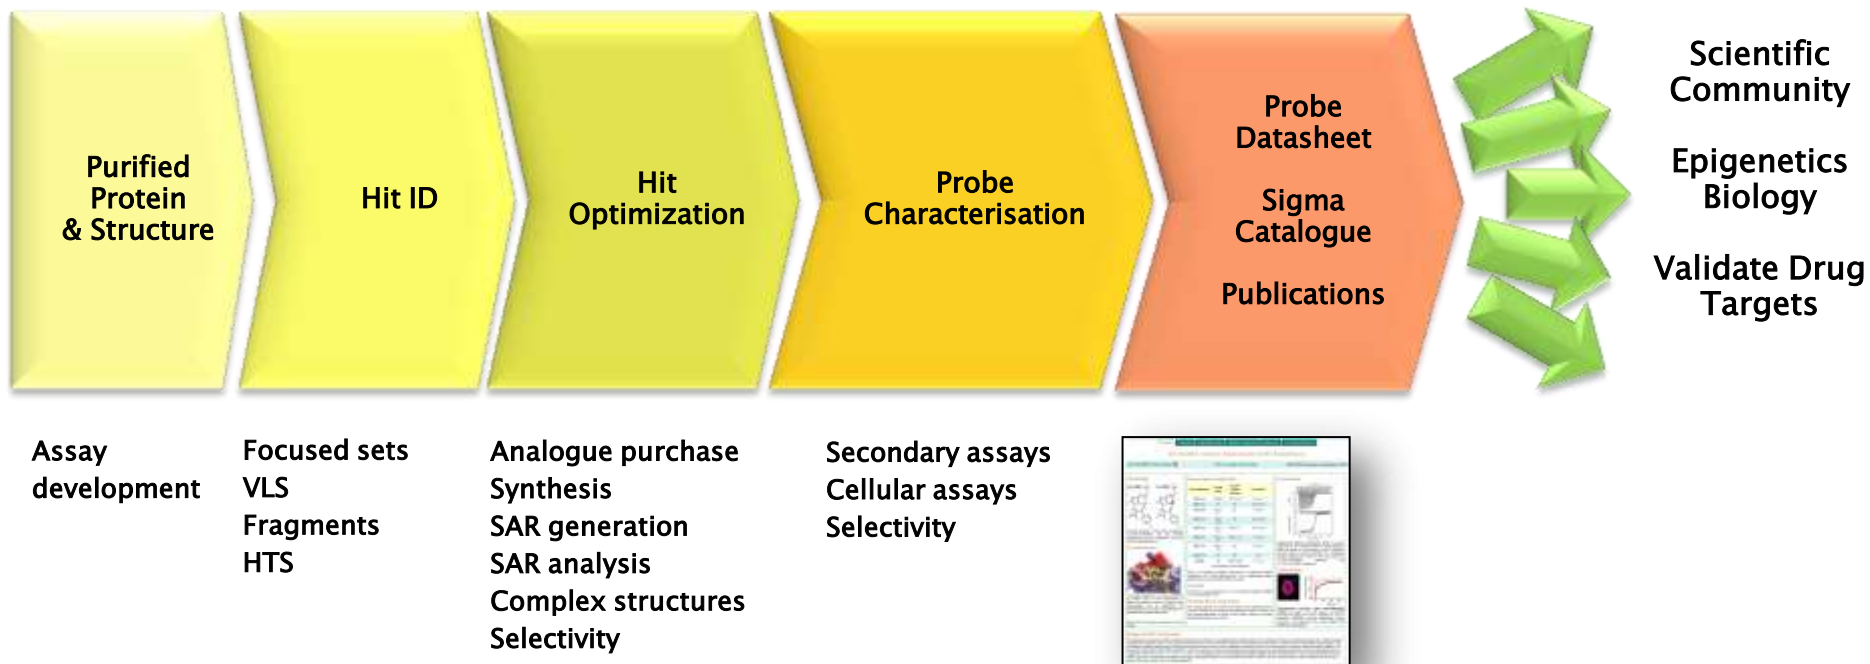 Purified
Protein
& Structure
Hit ID
Hit
Optimization
Probe
Characterisation
Probe
Datasheet
Sigma
Catalogue
Publications
Scientific
Community
Epigenetics
Biology
Validate Drug
Targets
Assay
development
Focused sets
VLS
Fragments
HTS
Analogue purchase
Synthesis
SAR generation
SAR analysis
Complex structures
Selectivity
Secondary assays
Cellular assays
Selectivity